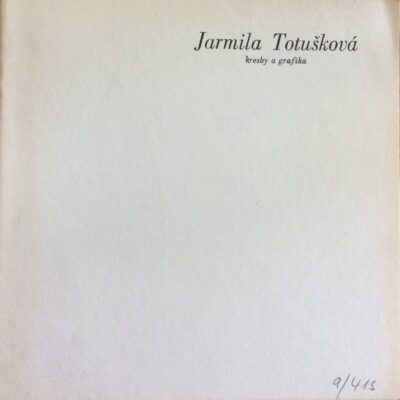 Jarmila Totušková
kresby a grafika
9/415